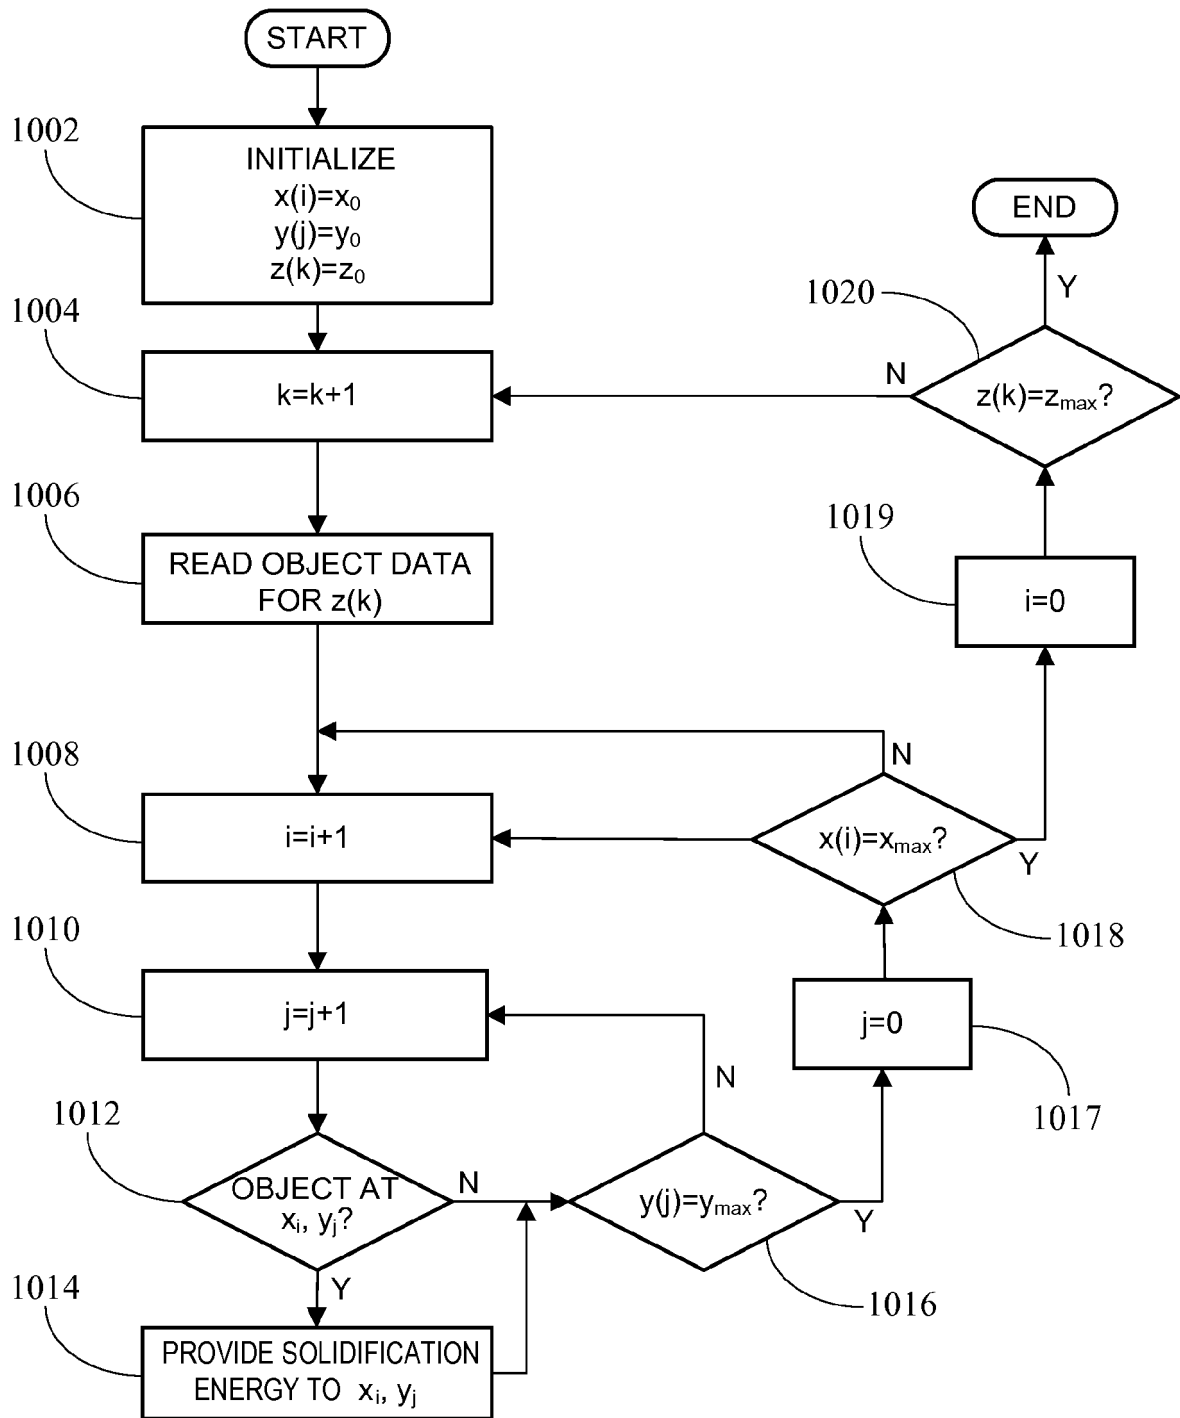 START
1002
INITIALIZE
x(i)=x₀
y(j)=y₀
z(k)=z₀
END
Y
1020
1004
k=k+1
N
z(k)=zmax?
1006
READ OBJECT DATA
FOR z(k)
1019
i=0
1008
i=i+1
N
x(i)=xmax?
Y
1018
1010
j=j+1
j=0
N
1017
1012
OBJECT AT
xᵢ, yⱼ?
N
y(j)=ymax?
Y
Y
1016
1014
PROVIDE SOLIDIFICATION
ENERGY TO xᵢ, yⱼ